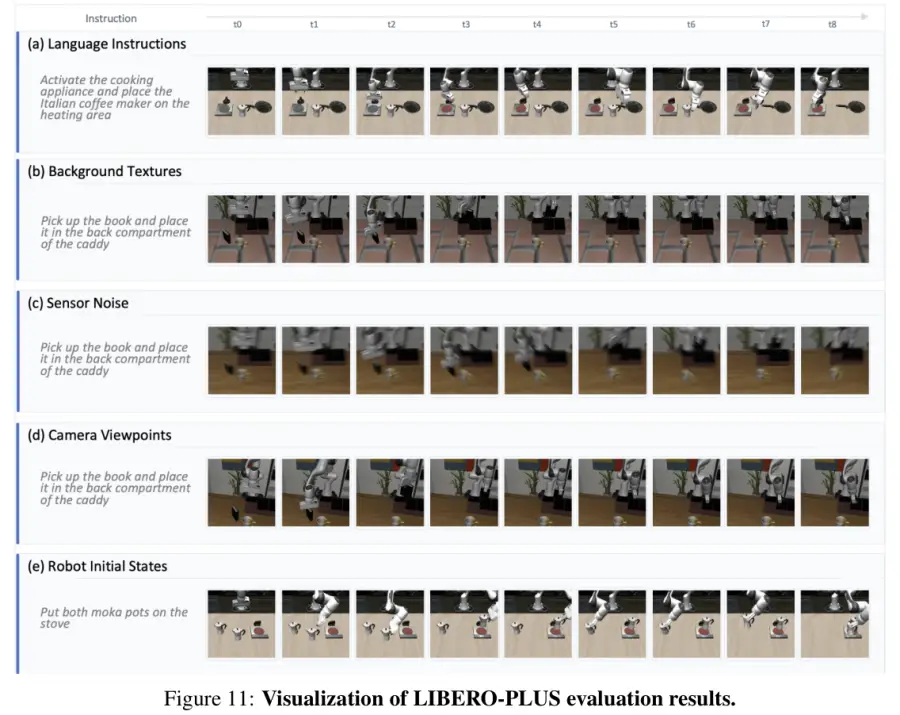 Instruction
t0 t1 t2 t3 t4 t5 t6 t7 t8
(a) Language Instructions
Activate the cooking
appliance and place the
Italian coffee maker on the
heating area
(b) Background Textures
Pick up the book and place
it in the back compartment
of the caddy
(c) Sensor Noise
Pick up the book and place
it in the back compartment
of the caddy
(d) Camera Viewpoints
Pick up the book and place
it in the back compartment
of the caddy
(e) Robot Initial States
Put both moka pots on the
stove
Figure 11: Visualization of LIBERO-PLUS evaluation results.